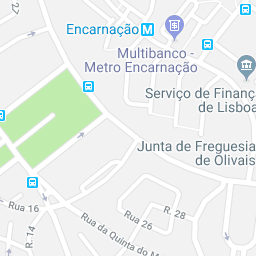 27
Encarnação M
Multibanco -
Metro Encarnação
Serviço de Finanç
de Lisboa
Junta de Freguesia
de Olivais
Rua 16
R. 14
Rua 26
R. 28
Rua da Quinta do M